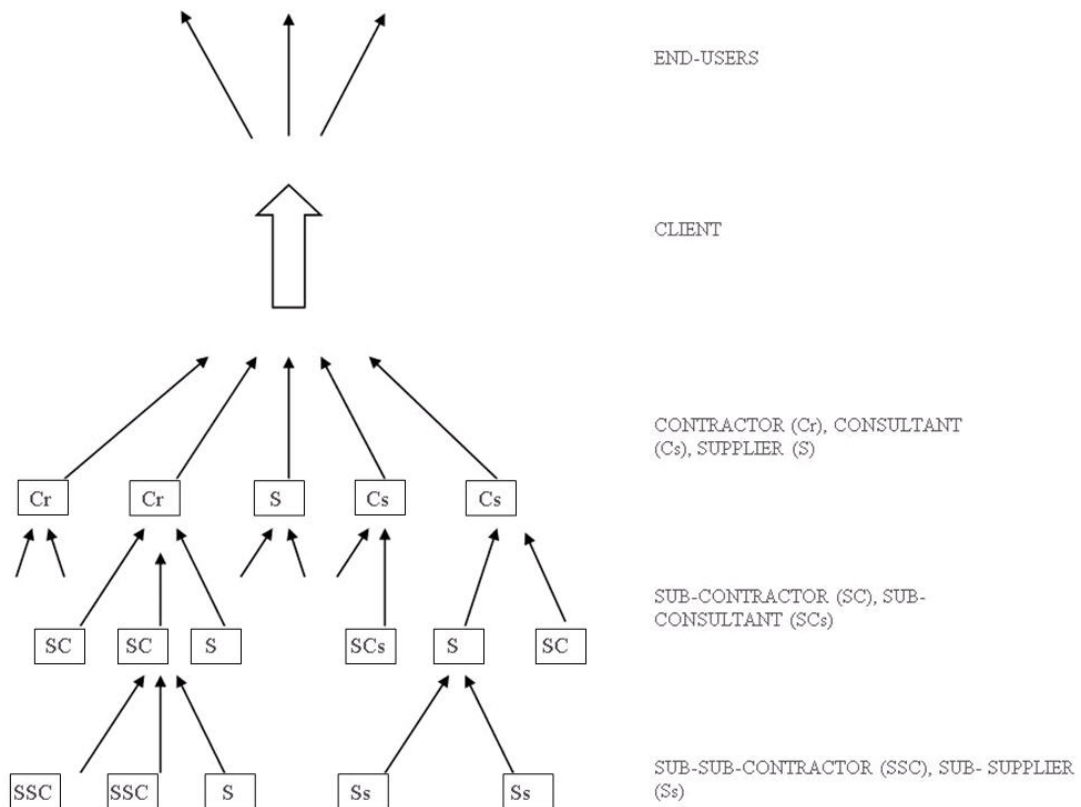 END-USERS
CLIENT
CONTRACTOR (Cr), CONSULTANT
(Cs), SUPPLIER (S)
Cr
Cr
S
Cs
Cs
SUB-CONTRACTOR (SC), SUB-
CONSULTANT (SCs)
SC
SC
S
SCs
S
SC
SUB-SUB-CONTRACTOR (SSC), SUB- SUPPLIER
(Ss)
SSC
SSC
S
Ss
Ss